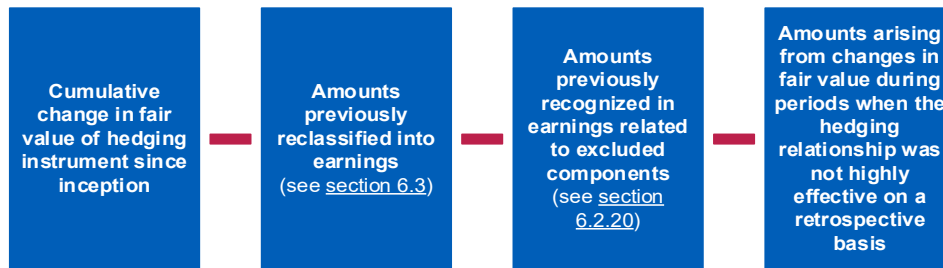 Cumulative
change in fair
value of hedging
instrument since
inception
Amounts
previously
reclassified into
earnings
(see section 6.3)
Amounts
previously
recognized in
earnings related
to excluded
components
(see section
6.2.20)
Amounts arising
from changes in
fair value during
periods when the
hedging
relationship was
not highly
effective on a
retrospective
basis